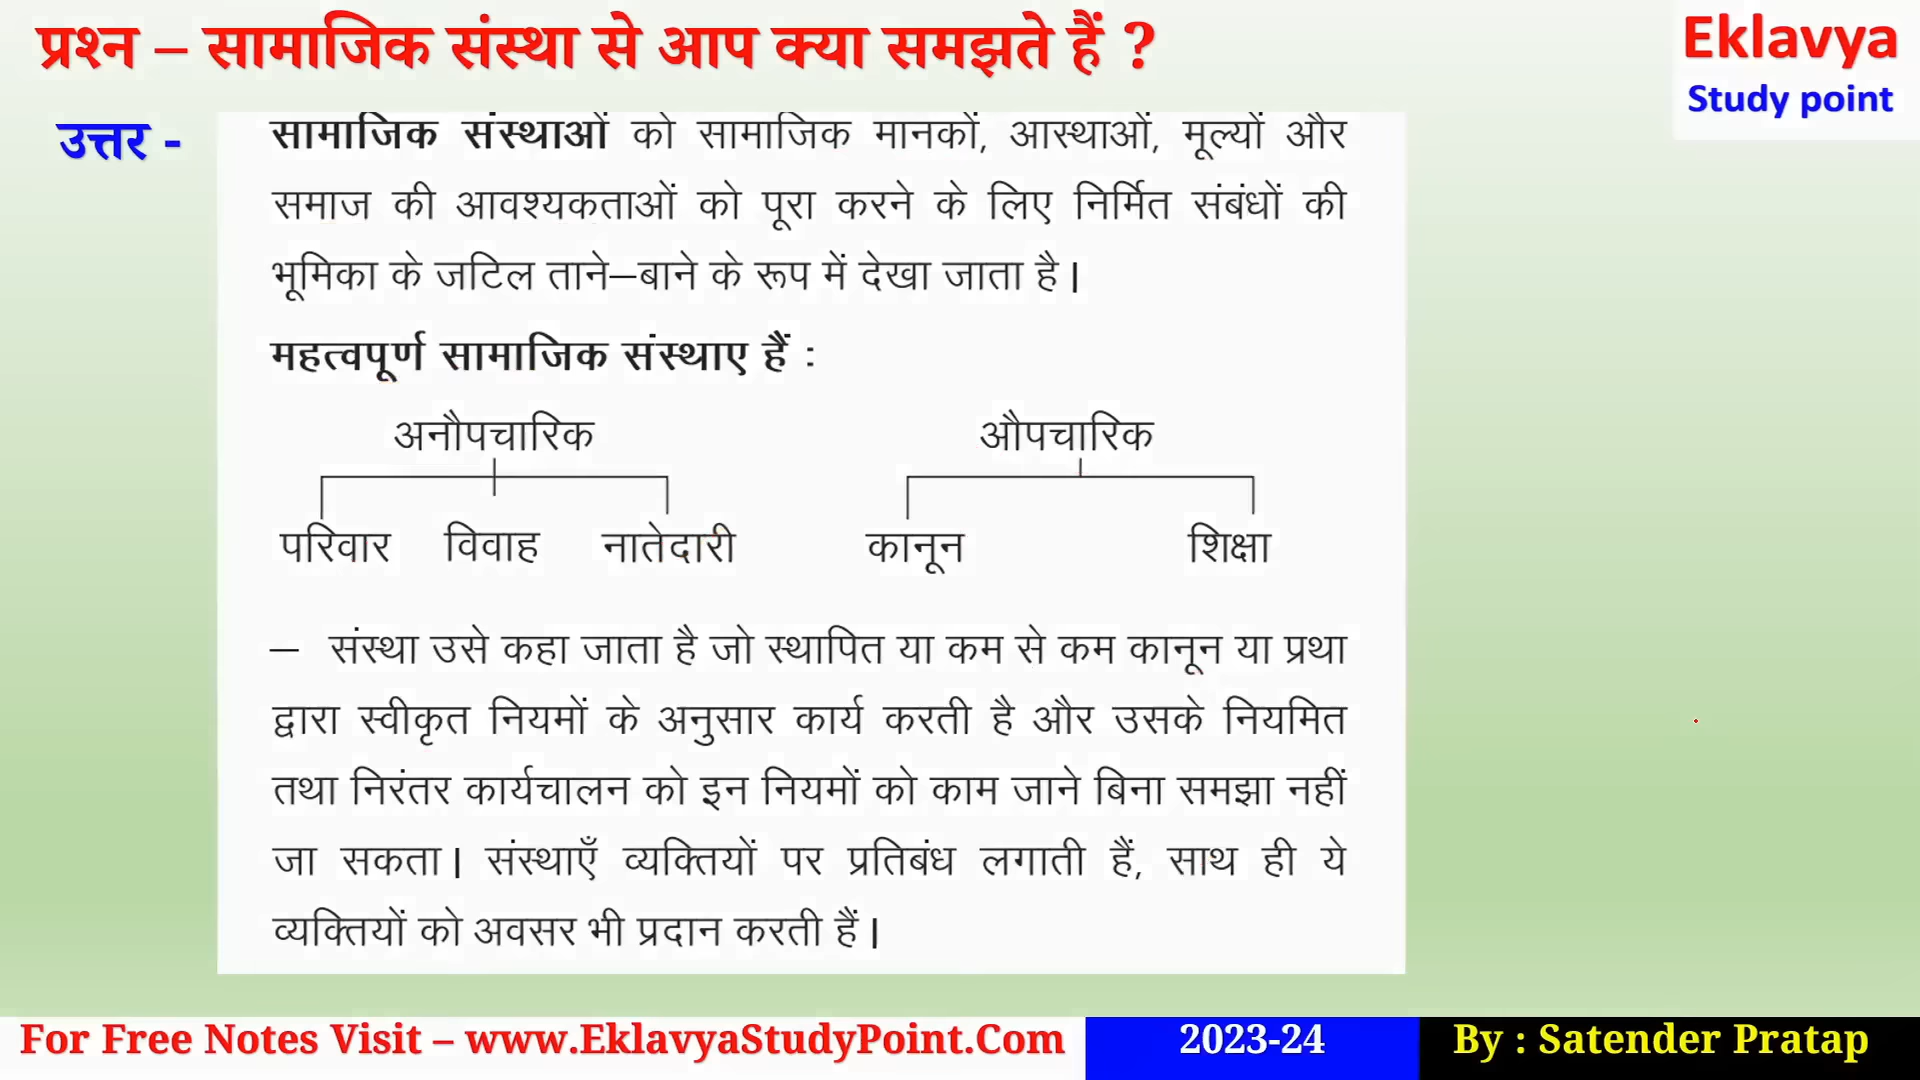 प्रश्न – सामाजिक संस्था से आप क्या समझते हैं ?
Eklavya
Study point
उत्तर -
सामाजिक संस्थाओं को सामाजिक मानकों, आस्थाओं, मूल्यों और
समाज की आवश्यकताओं को पूरा करने के लिए निर्मित संबंधों की
भूमिका के जटिल ताने–बाने के रूप में देखा जाता है।
महत्वपूर्ण सामाजिक संस्थाए हैं :
अनौपचारिक औपचारिक
परिवार विवाह नातेदारी कानून शिक्षा
– संस्था उसे कहा जाता है जो स्थापित या कम से कम कानून या प्रथा
द्वारा स्वीकृत नियमों के अनुसार कार्य करती है और उसके नियमित
तथा निरंतर कार्यचालन को इन नियमों को काम जाने बिना समझा नहीं
जा सकता। संस्थाएँ व्यक्तियों पर प्रतिबंध लगाती हैं, साथ ही ये
व्यक्तियों को अवसर भी प्रदान करती हैं।
For Free Notes Visit – www.EklavyaStudyPoint.Com 2023-24 By : Satender Pratap